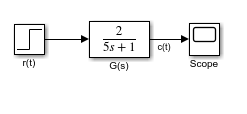 2
5s + 1
c(t)
r(t)
G(s)
Scope